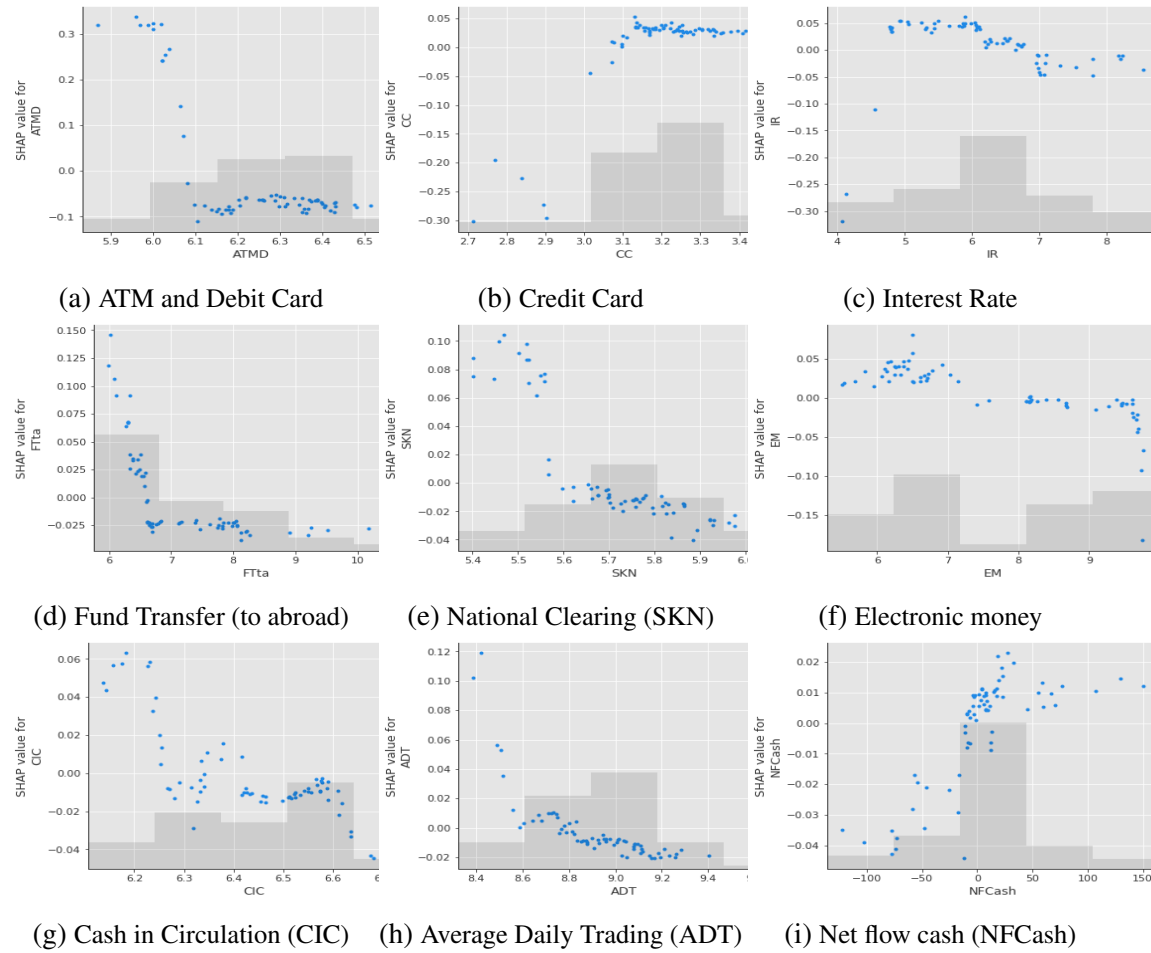 0.3
0.2
0.1
0.0
−0.1
SHAP value for
ATMD
5.9 6.0 6.1 6.2 6.3 6.4 6.5
ATMD
(a) ATM and Debit Card
0.05
0.00
−0.05
−0.10
−0.15
−0.20
−0.25
−0.30
SHAP value for
CC
2.7 2.8 2.9 3.0 3.1 3.2 3.3 3.4
CC
(b) Credit Card
0.05
0.00
−0.05
−0.10
−0.15
−0.20
−0.25
−0.30
SHAP value for
IR
4 5 6 7 8
IR
(c) Interest Rate
0.150
0.125
0.100
0.075
0.050
0.025
0.000
−0.025
SHAP value for
FTta
6 7 8 9 10
FTta
(d) Fund Transfer (to abroad)
0.10
0.08
0.06
0.04
0.02
0.00
−0.02
−0.04
SHAP value for
SKN
5.4 5.5 5.6 5.7 5.8 5.9 6.0
SKN
(e) National Clearing (SKN)
0.05
0.00
−0.05
−0.10
−0.15
SHAP value for
EM
6 7 8 9
EM
(f) Electronic money
0.06
0.04
0.02
0.00
−0.02
−0.04
SHAP value for
CIC
6.2 6.3 6.4 6.5 6.6
CIC
(g) Cash in Circulation (CIC)
0.12
0.10
0.08
0.06
0.04
0.02
0.00
−0.02
SHAP value for
ADT
8.4 8.6 8.8 9.0 9.2 9.4
ADT
(h) Average Daily Trading (ADT)
0.02
0.01
0.00
−0.01
−0.02
−0.03
−0.04
SHAP value for
NFCash
−100 −50 0 50 100 150
NFCash
(i) Net flow cash (NFCash)